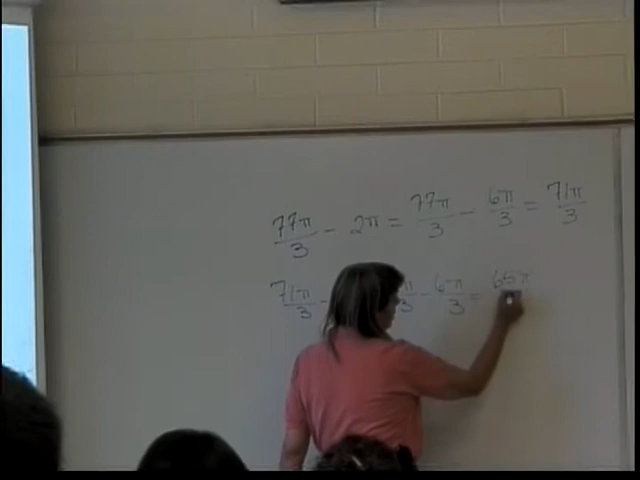 77π/3 - 2π = 77π/3 - 6π/3 = 71π/3
71π/3 - π/3 - 6π/3 = 65π